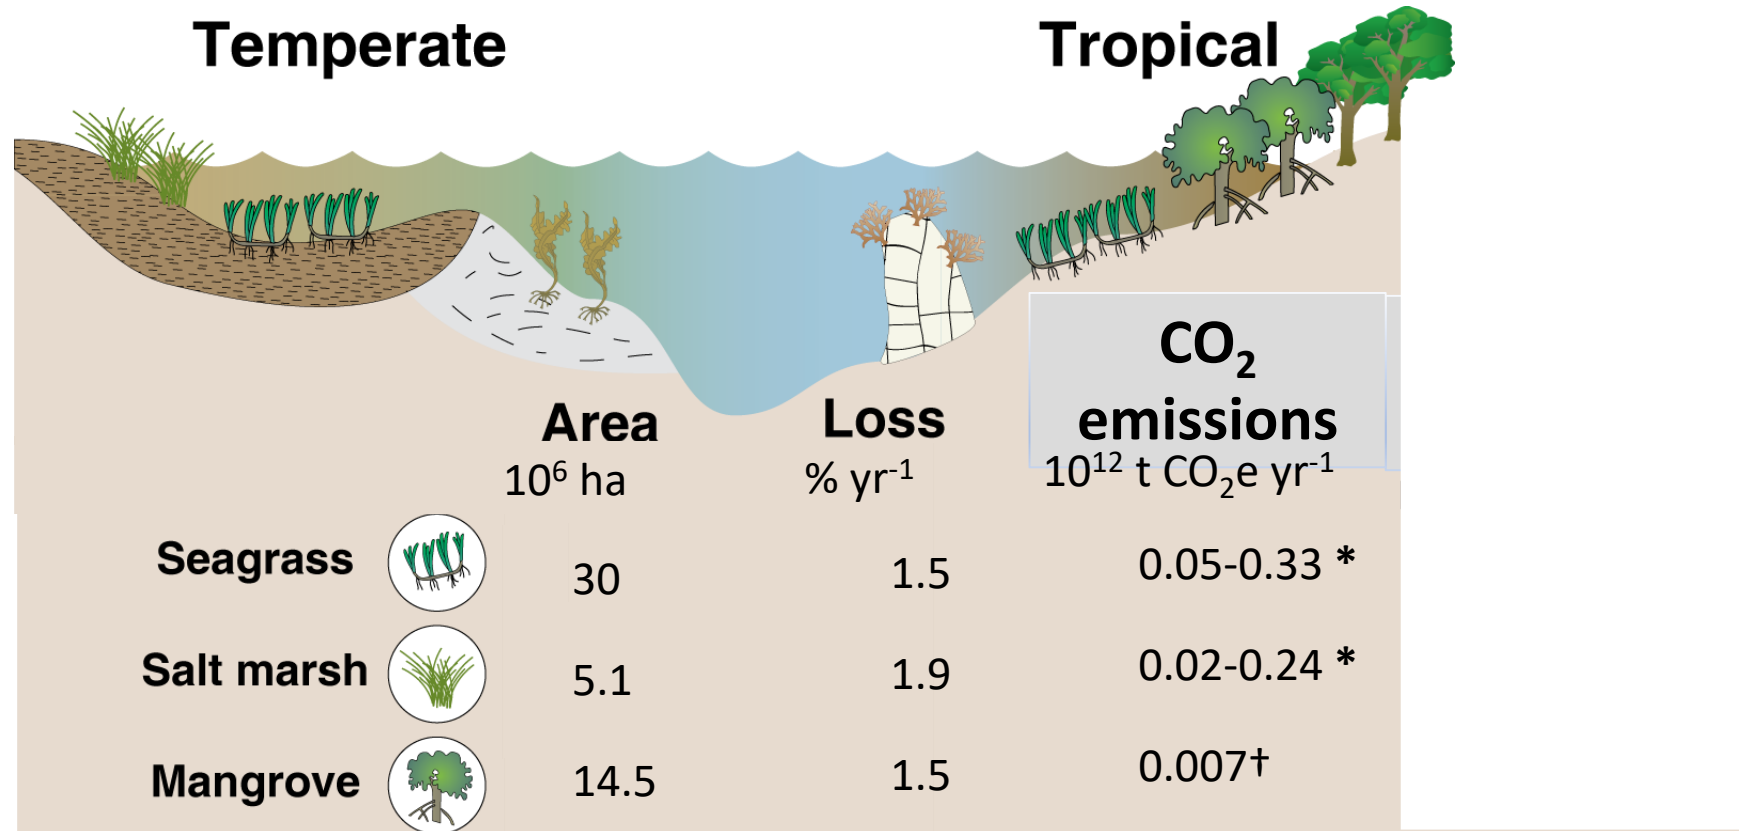 Temperate Tropical
CO₂
emissions
Area Loss
10⁶ ha % yr⁻¹ 10¹² t CO₂e yr⁻¹
Seagrass 30 1.5 0.05-0.33 *
Salt marsh 5.1 1.9 0.02-0.24 *
Mangrove 14.5 1.5 0.007†